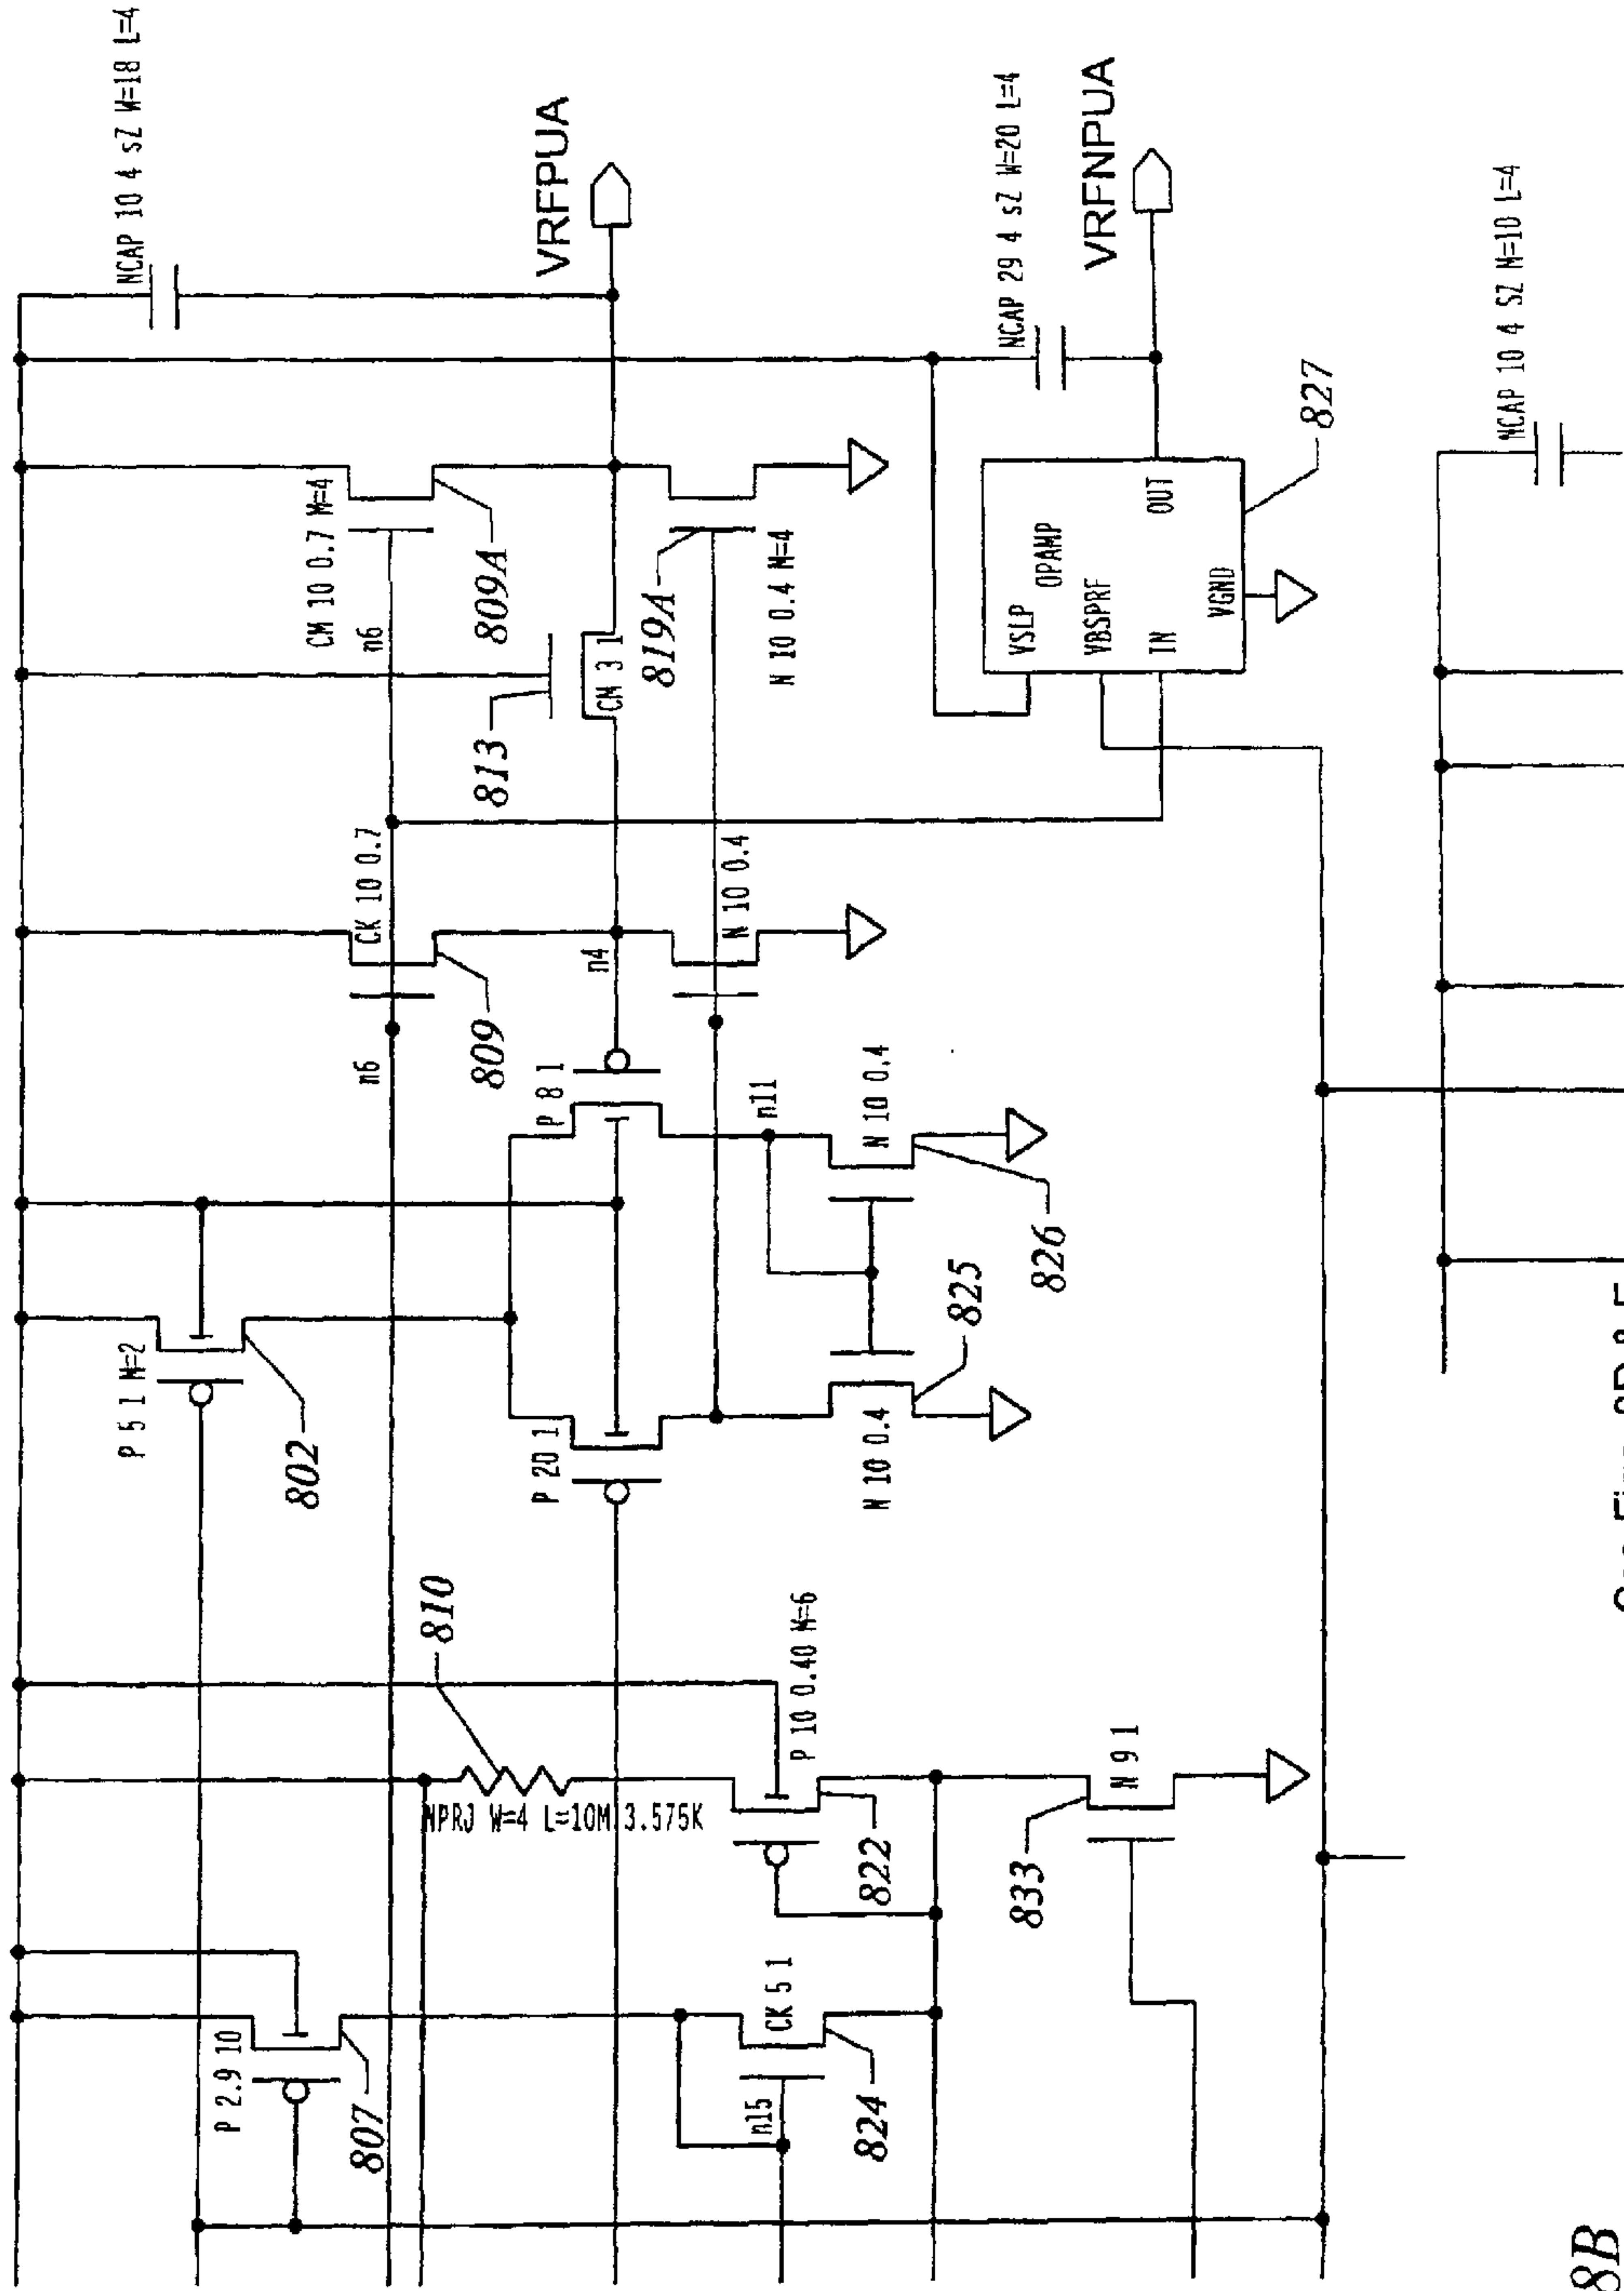 NCAP 10 4 sZ W=18 L=4
VRFPUA
NCAP 29 4 sZ W=20 L=4
VRFNPUA
NCAP 10 4 SZ M=10 L=4
CM 10 0.7 M=4
n6
809A
813
CM 3 1
819A
N 10 0.4 M=4
VSLP
OPAMP
VBSPRF
OUT
IN
VGND
827
CK 10 0.7
n6
809
n4
N 10 0.4
P 5 1 M=2
802
P 20 1
P 8 1
n11
N 10 0.4
826
825
N 10 0.4
810
NPRJ W=4 L=10M 3.575K
P 10 0.40 M=6
822
833
N 9 1
P 2.9 10
807
n15
CK 5 1
824
8B